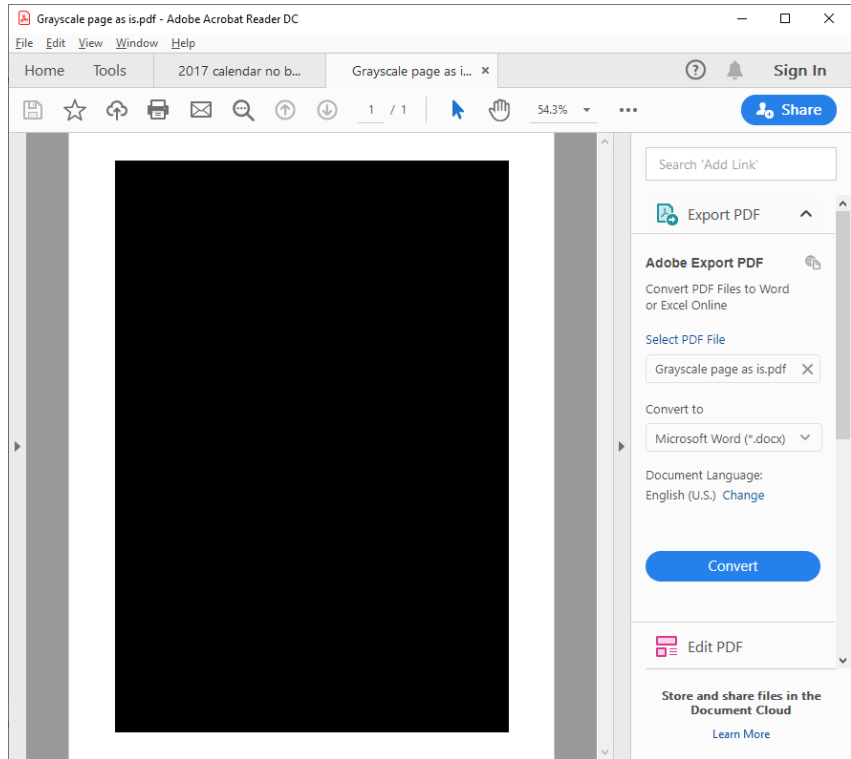 Grayscale page as is.pdf - Adobe Acrobat Reader DC
File Edit View Window Help
Home Tools 2017 calendar no b... Grayscale page as i... × Sign In
1 / 1 54.3% Share
Search 'Add Link'
Export PDF
Adobe Export PDF
Convert PDF Files to Word
or Excel Online
Select PDF File
Grayscale page as is.pdf
Convert to
Microsoft Word (*.docx)
Document Language:
English (U.S.) Change
Convert
Edit PDF
Store and share files in the
Document Cloud
Learn More